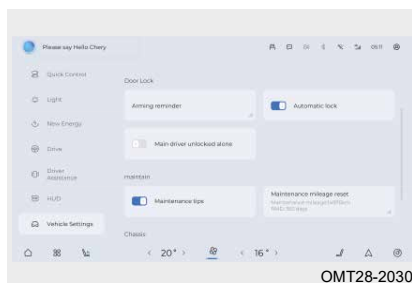 Please say Hello Chery
Quick Control
Door Lock
Light
Arming reminder
Automatic lock
New Energy
Drive
Main driver unlocked alone
Driver
Assistance
maintain
HUD
Maintenance tips
Maintenance mileage reset
Vehicle Settings
Chassis
< 20° >
< 16° >
OMT28-2030